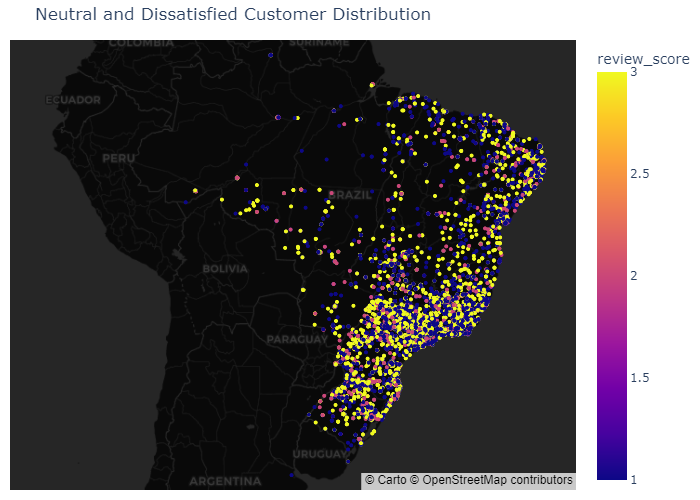 Neutral and Dissatisfied Customer Distribution
COLOMBIA
SURINAME
ECUADOR
PERU
BRAZIL
BOLIVIA
PARAGUAY
URUGUAY
ARGENTINA
© Carto © OpenStreetMap contributors
review_score
3
2.5
2
1.5
1